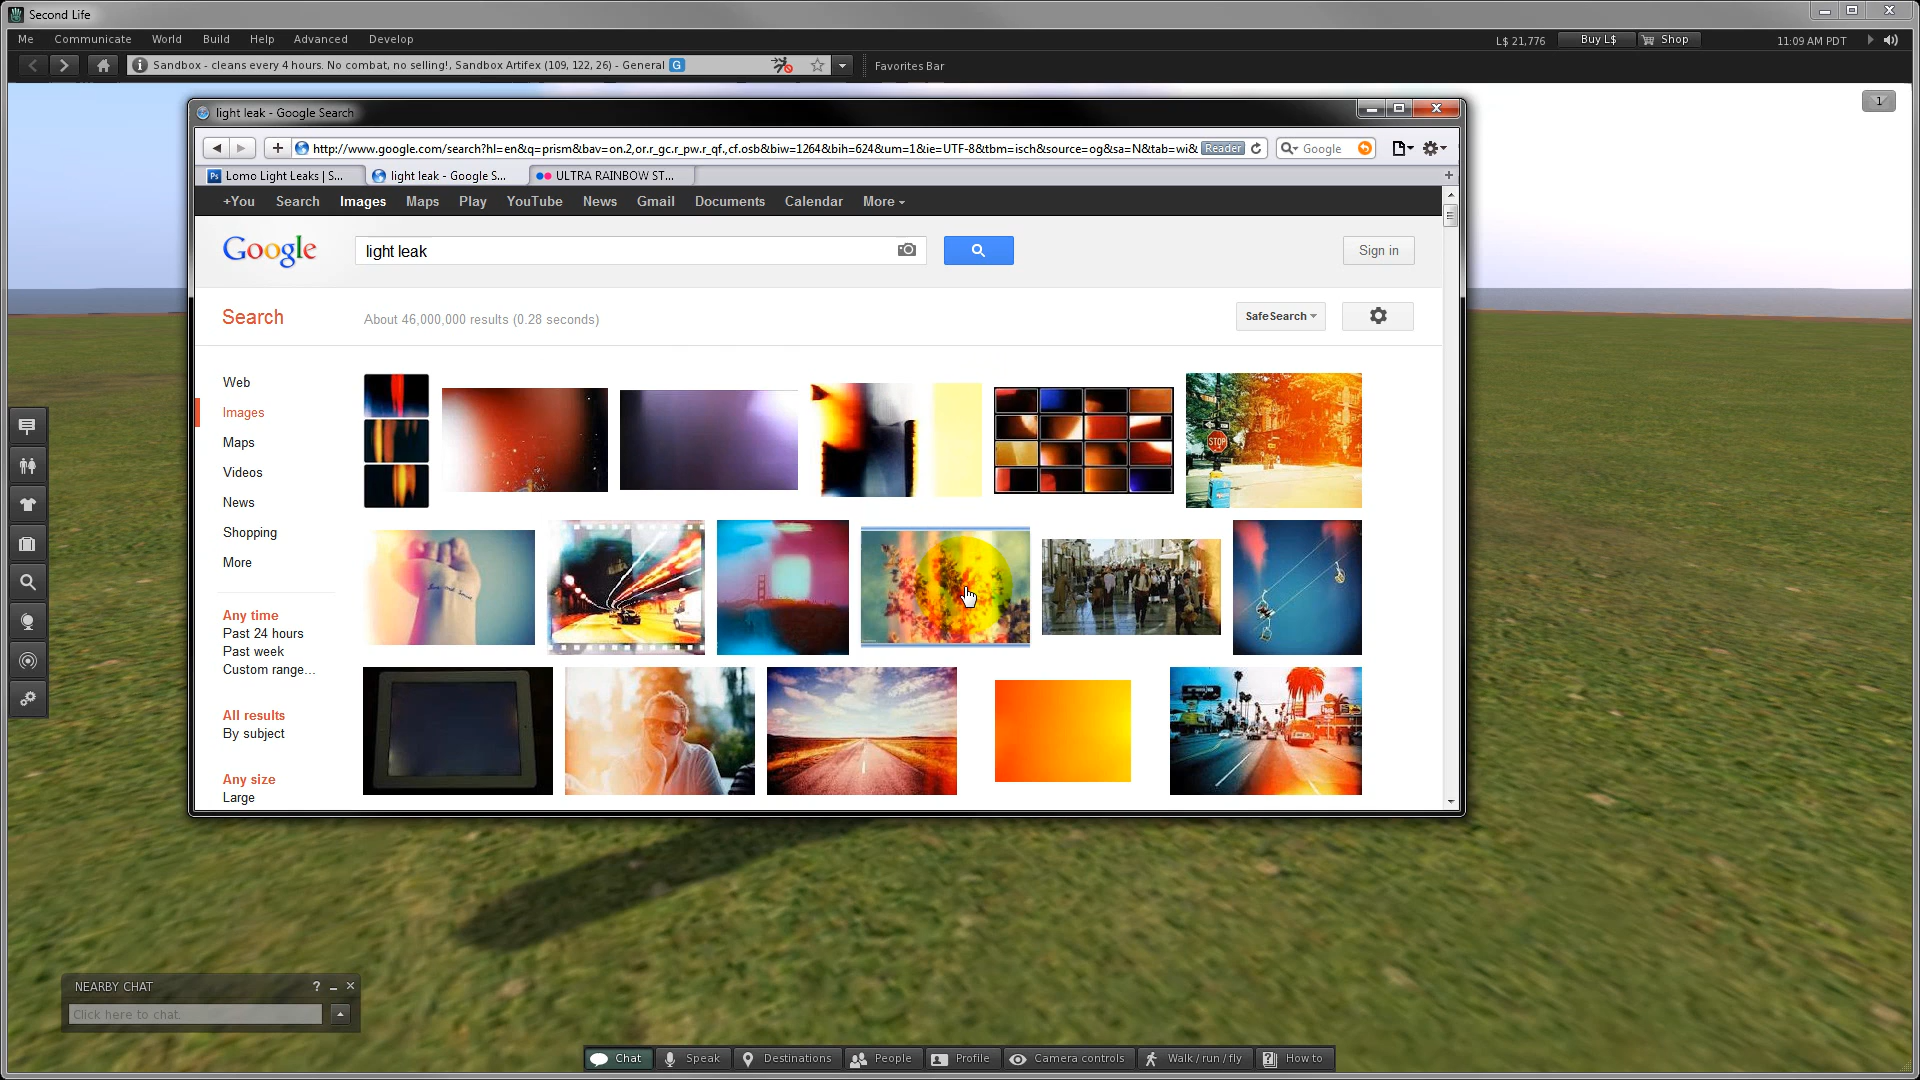 Second Life
Me Communicate World Build Help Advanced Develop
L$ 21,776 Buy L$ Shop 11:09 AM PDT
Sandbox - cleans every 4 hours. No combat, no selling!, Sandbox Artifex (109, 122, 26) - General G
Favorites Bar
1
light leak - Google Search
http://www.google.com/search?hl=en&q=prism&bav=on.2,or.r_gc.r_pw.r_qf.,cf.osb&biw=1264&bih=624&um=1&ie=UTF-8&tbm=isch&source=og&sa=N&tab=wi& Reader Google
Ps Lomo Light Leaks | S... light leak - Google S... ULTRA RAINBOW ST...
+You Search Images Maps Play YouTube News Gmail Documents Calendar More
Google light leak Sign in
Search About 46,000,000 results (0.28 seconds) SafeSearch
Web
Images
Maps
Videos
News
Shopping
More
Any time
Past 24 hours
Past week
Custom range...
All results
By subject
Any size
Large
STOP
NEARBY CHAT ?
Click here to chat.
Chat Speak Destinations People Profile Camera controls Walk / run / fly How to